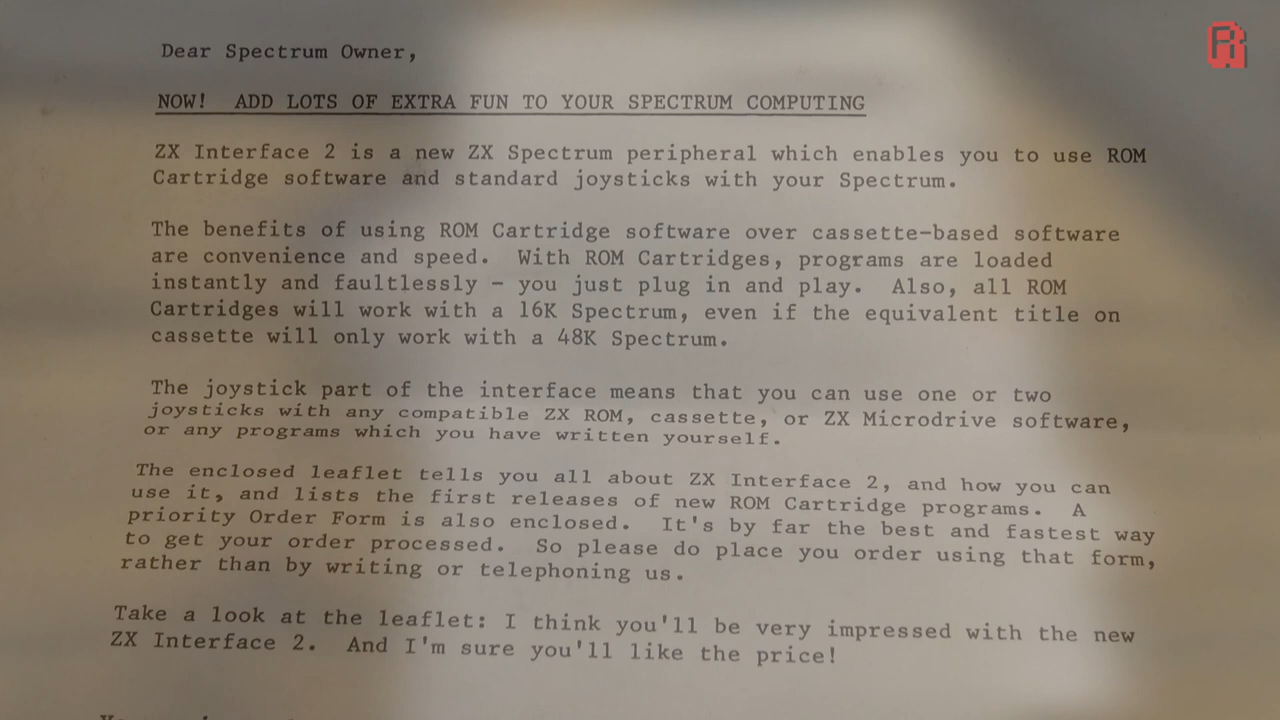 Dear Spectrum Owner,
NOW! ADD LOTS OF EXTRA FUN TO YOUR SPECTRUM COMPUTING
ZX Interface 2 is a new ZX Spectrum peripheral which enables you to use ROM
Cartridge software and standard joysticks with your Spectrum.
The benefits of using ROM Cartridge software over cassette-based software
are convenience and speed. With ROM Cartridges, programs are loaded
instantly and faultlessly - you just plug in and play. Also, all ROM
Cartridges will work with a 16K Spectrum, even if the equivalent title on
cassette will only work with a 48K Spectrum.
The joystick part of the interface means that you can use one or two
joysticks with any compatible ZX ROM, cassette, or ZX Microdrive software,
or any programs which you have written yourself.
The enclosed leaflet tells you all about ZX Interface 2, and how you can
use it, and lists the first releases of new ROM Cartridge programs. A
priority Order Form is also enclosed. It's by far the best and fastest way
to get your order processed. So please do place you order using that form,
rather than by writing or telephoning us.
Take a look at the leaflet: I think you'll be very impressed with the new
ZX Interface 2. And I'm sure you'll like the price!